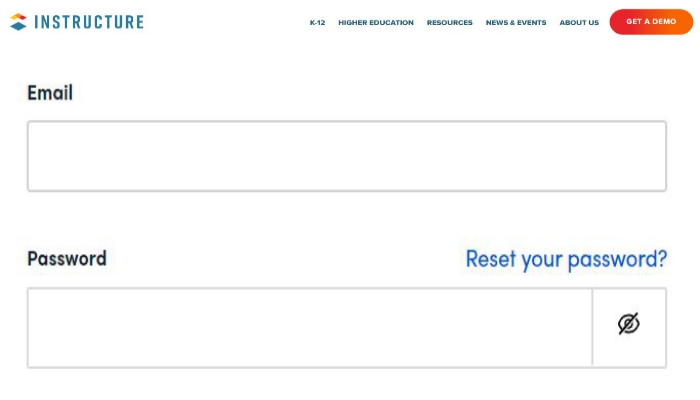 INSTRUCTURE K-12 HIGHER EDUCATION RESOURCES NEWS & EVENTS ABOUT US GET A DEMO
Email
Password Reset your password?